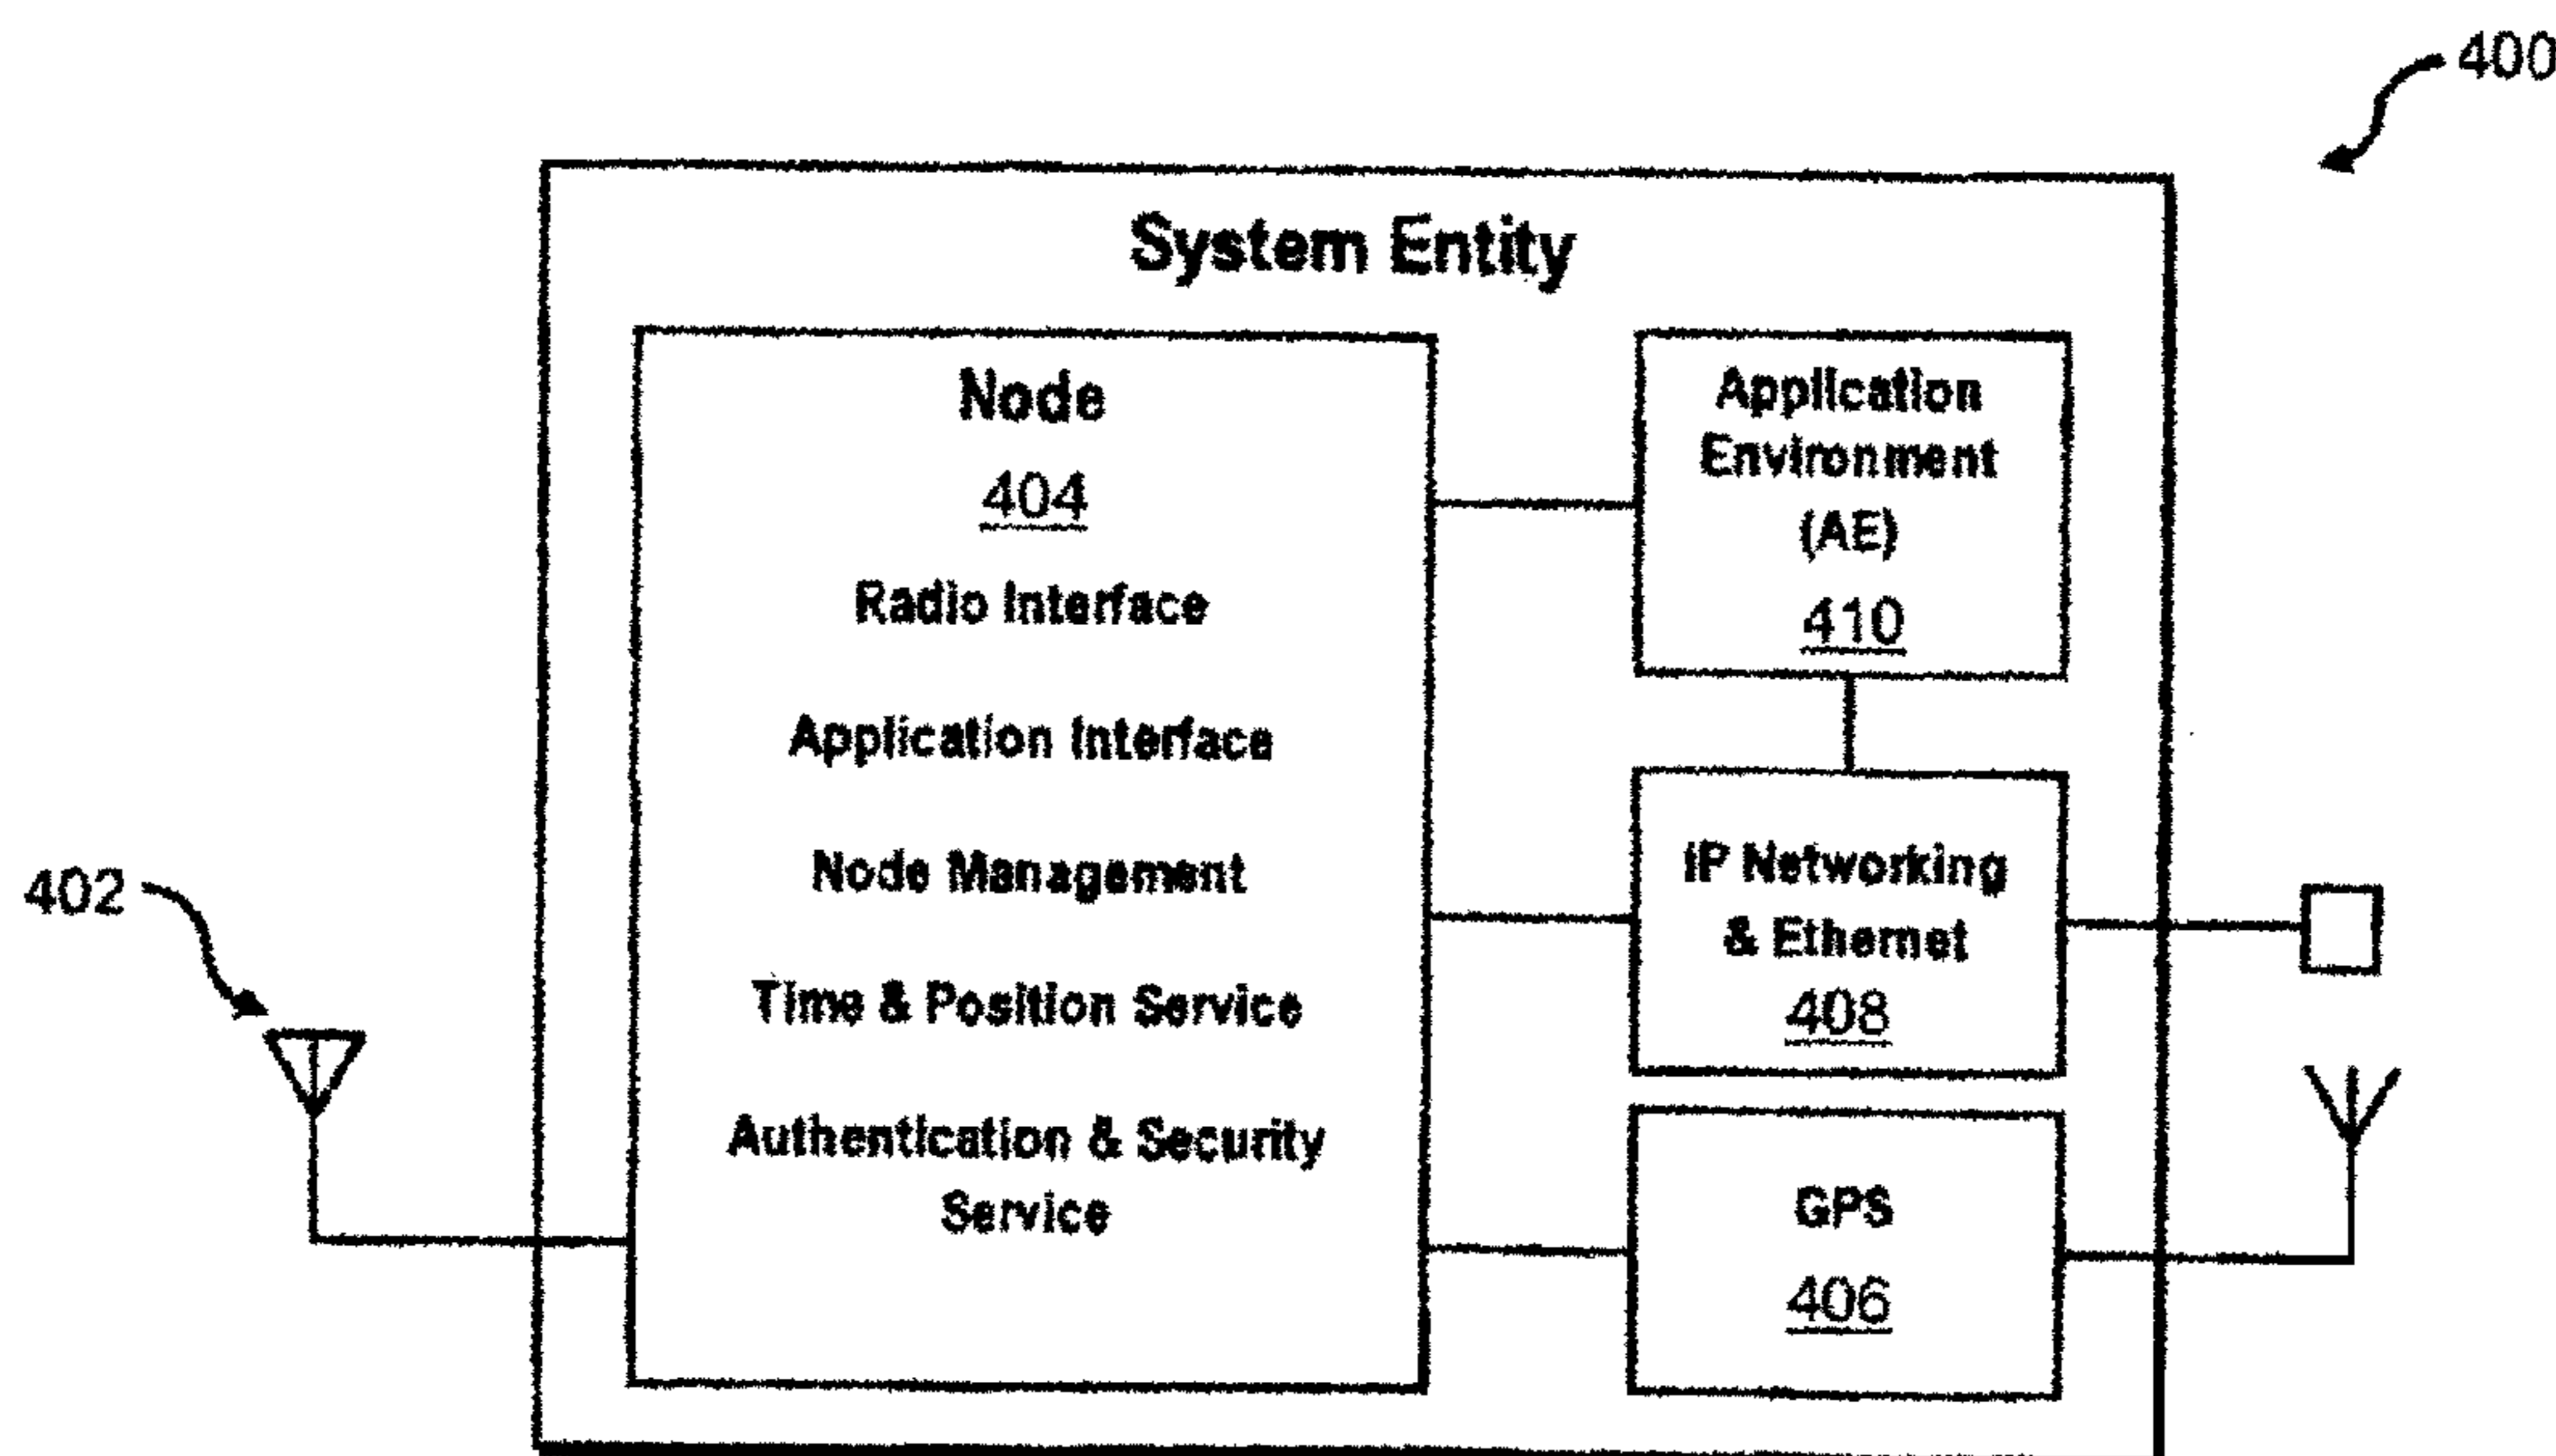 400
System Entity
Node
404
Radio Interface
Application Interface
Node Management
Time & Position Service
Authentication & Security
Service
Application
Environment
(AE)
410
IP Networking
& Ethernet
408
GPS
406
402